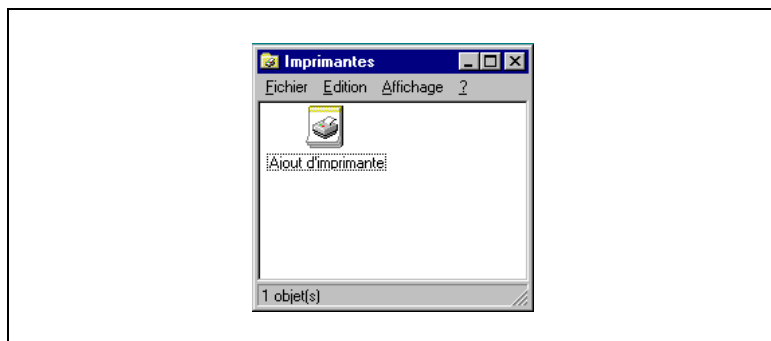 Imprimantes
Fichier Edition Affichage ?
Ajout d'imprimante
1 objet(s)